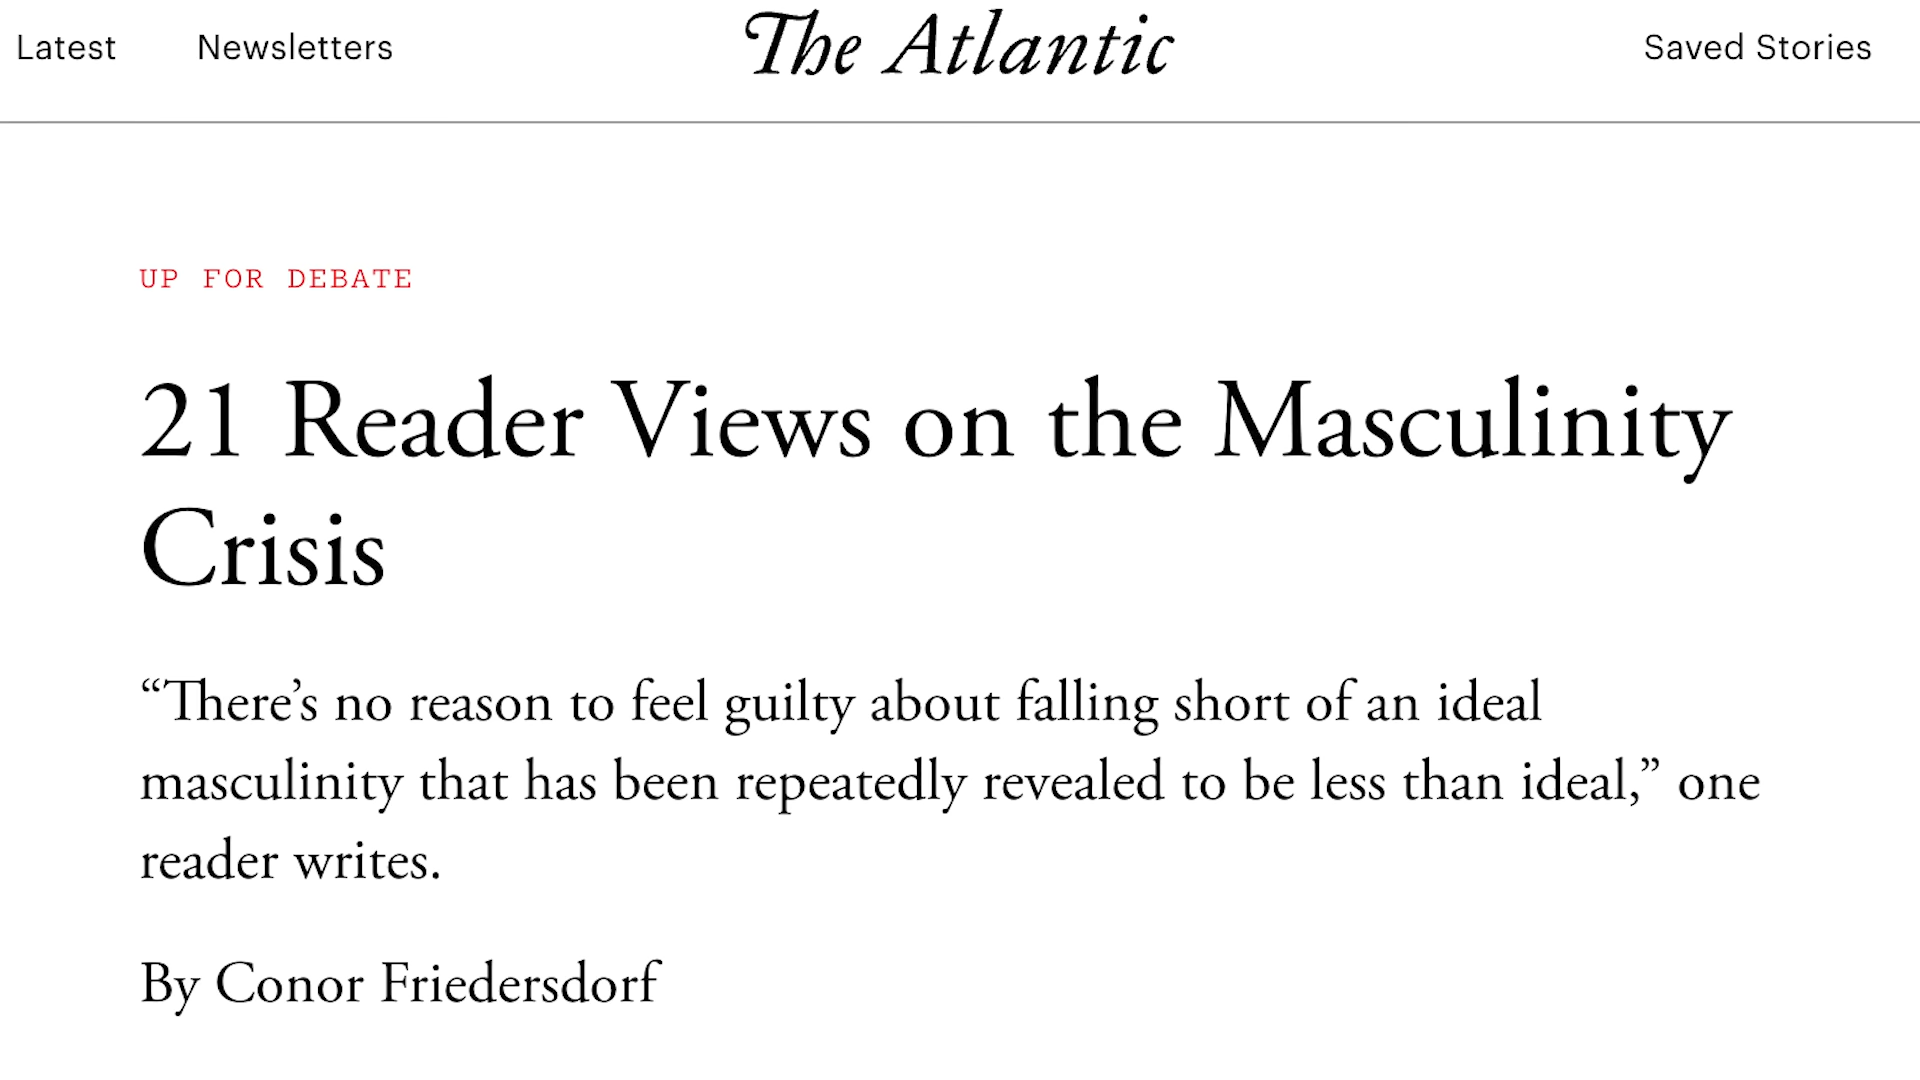 Latest Newsletters The Atlantic Saved Stories
UP FOR DEBATE
21 Reader Views on the Masculinity
Crisis
“There’s no reason to feel guilty about falling short of an ideal
masculinity that has been repeatedly revealed to be less than ideal,” one
reader writes.
By Conor Friedersdorf